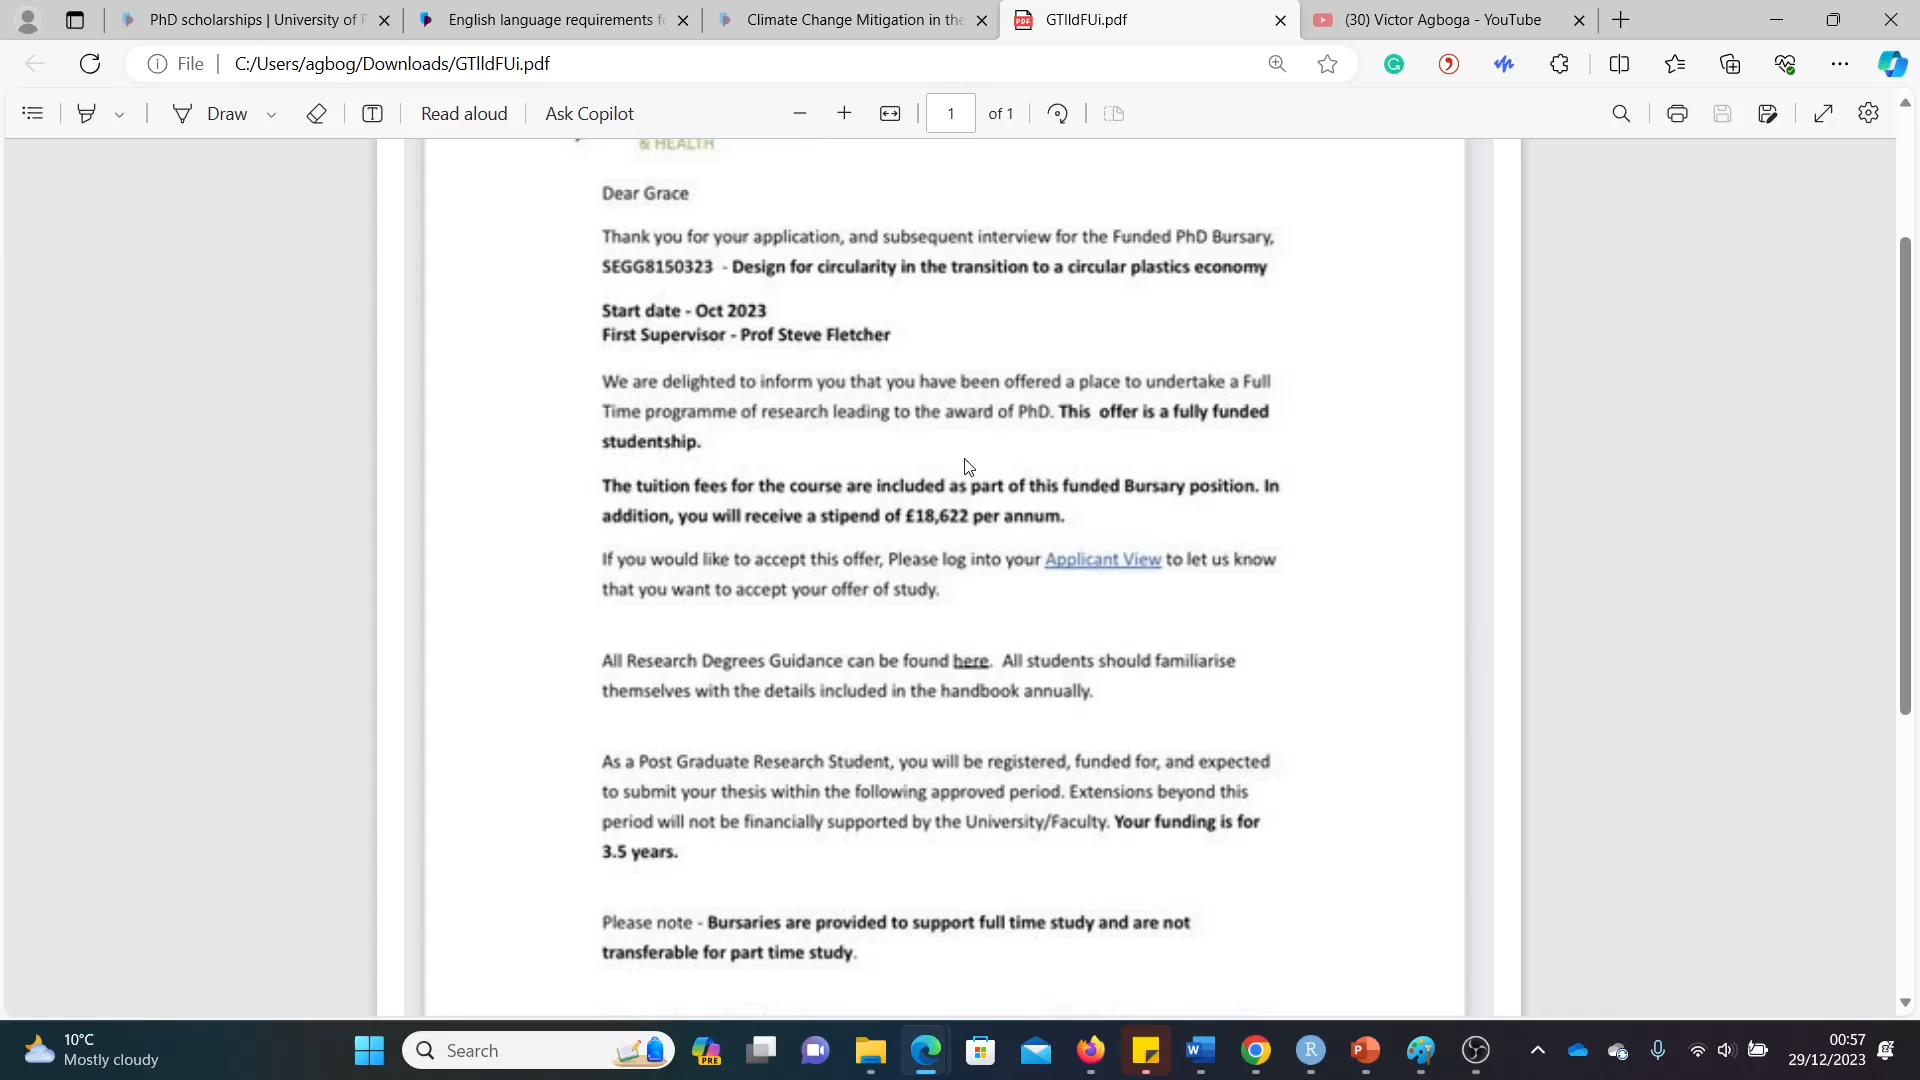 PhD scholarships | University of P
English language requirements fo
Climate Change Mitigation in the
GTlldFUi.pdf
(30) Victor Agboga - YouTube
File
C:/Users/agbog/Downloads/GTlldFUi.pdf
Draw
Read aloud
Ask Copilot
1
of 1
& HEALTH
Dear Grace
Thank you for your application, and subsequent interview for the Funded PhD Bursary,
SEGG8150323 - Design for circularity in the transition to a circular plastics economy
Start date - Oct 2023
First Supervisor - Prof Steve Fletcher
We are delighted to inform you that you have been offered a place to undertake a Full
Time programme of research leading to the award of PhD. This offer is a fully funded
studentship.
The tuition fees for the course are included as part of this funded Bursary position. In
addition, you will receive a stipend of £18,622 per annum.
If you would like to accept this offer, Please log into your Applicant View to let us know
that you want to accept your offer of study.
All Research Degrees Guidance can be found here. All students should familiarise
themselves with the details included in the handbook annually.
As a Post Graduate Research Student, you will be registered, funded for, and expected
to submit your thesis within the following approved period. Extensions beyond this
period will not be financially supported by the University/Faculty. Your funding is for
3.5 years.
Please note - Bursaries are provided to support full time study and are not
transferable for part time study.
10°C
Mostly cloudy
Search
PRE
00:57
29/12/2023